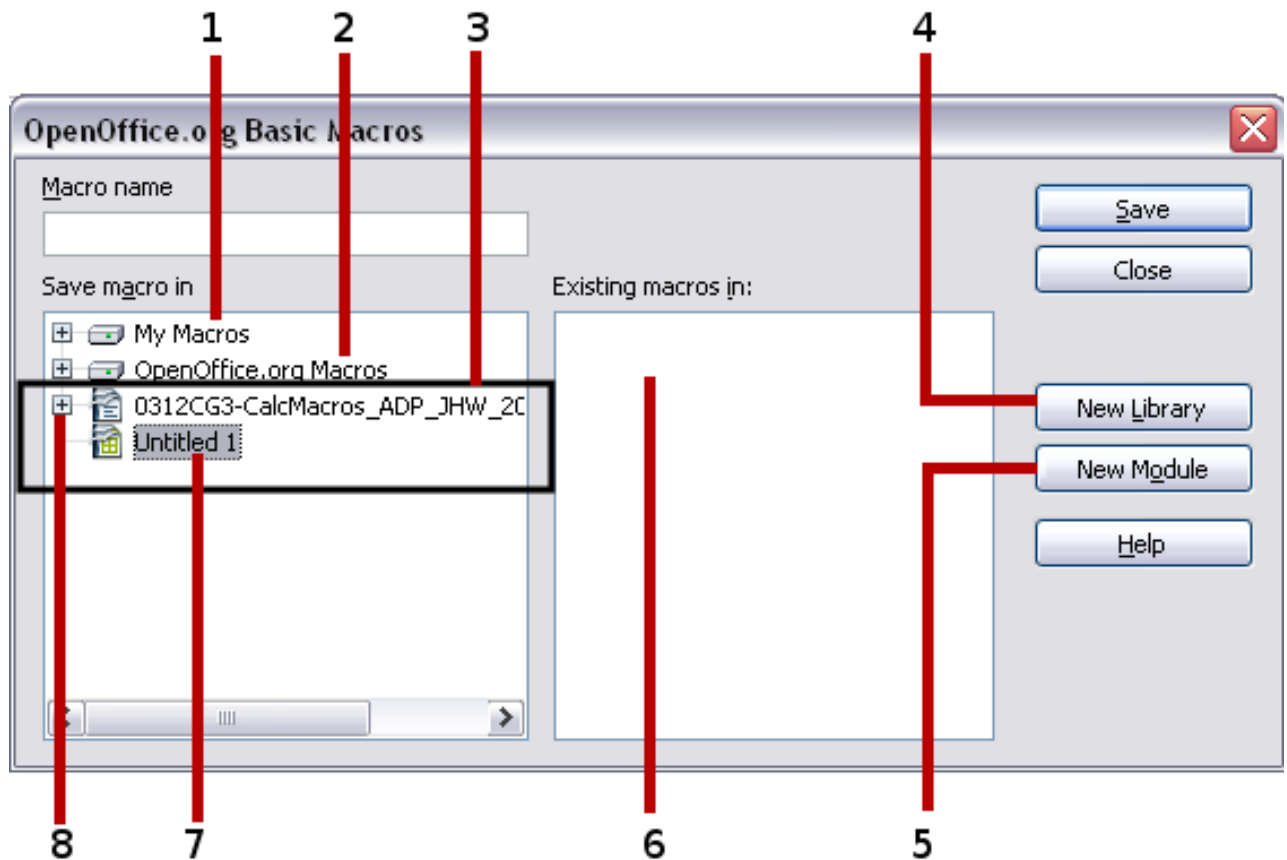 1 2 3 4
OpenOffice.org Basic Macros
Macro name
Save
Close
Save macro in
Existing macros in:
My Macros
OpenOffice.org Macros
0312CG3-CalcMacros_ADP_JHW_20
Untitled 1
New Library
New Module
Help
8 7 6 5